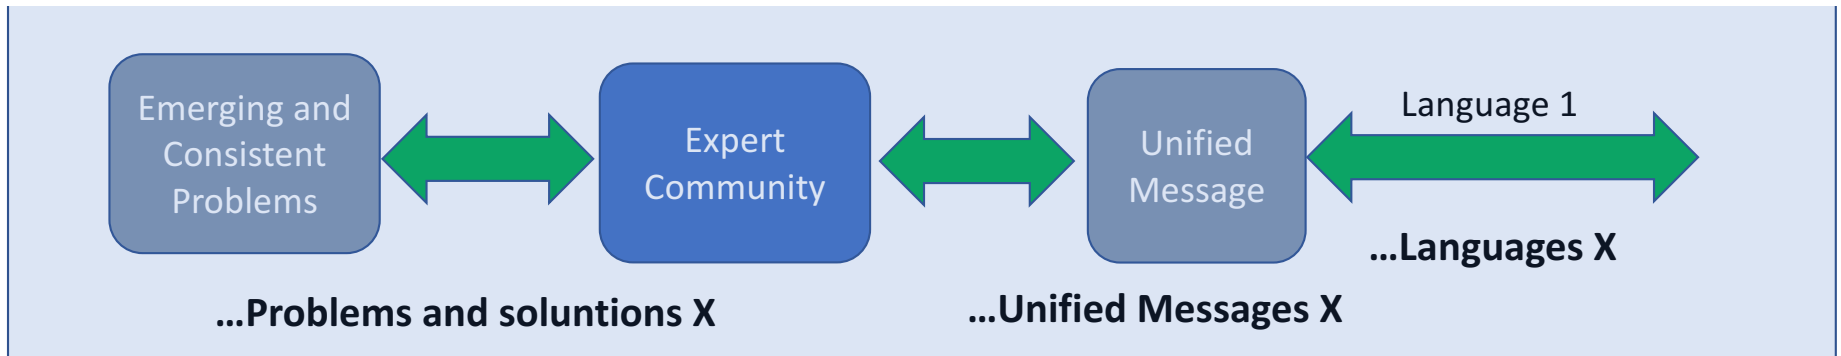 Emerging and
Consistent
Problems
Expert
Community
Unified
Message
Language 1
...Languages X
...Problems and soluntions X
...Unified Messages X